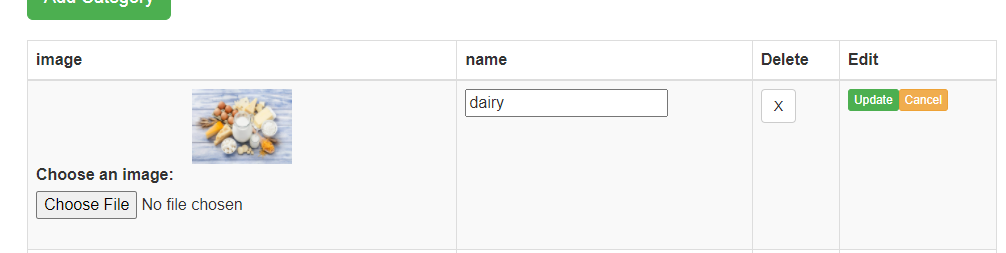 Add Category
image name Delete Edit
dairy X Update Cancel
Choose an image:
Choose File No file chosen